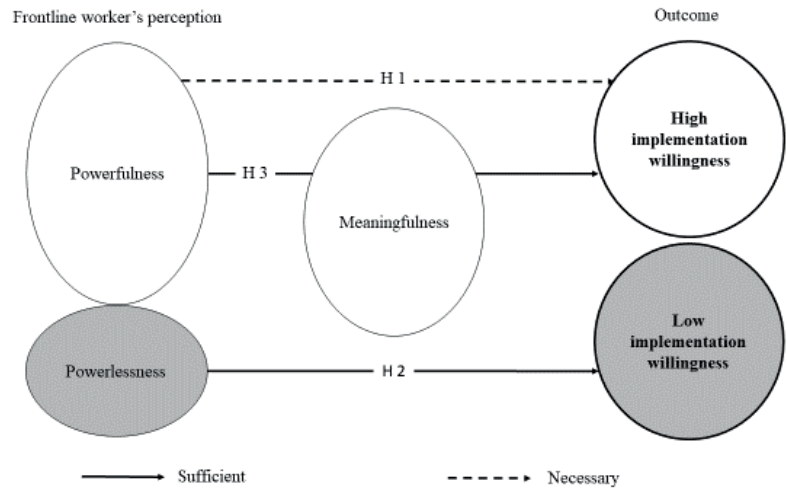 Frontline worker's perception
Outcome
H 1
High
implementation
willingness
Powerfulness
H 3
Meaningfulness
Low
implementation
willingness
Powerlessness
H 2
Sufficient
Necessary